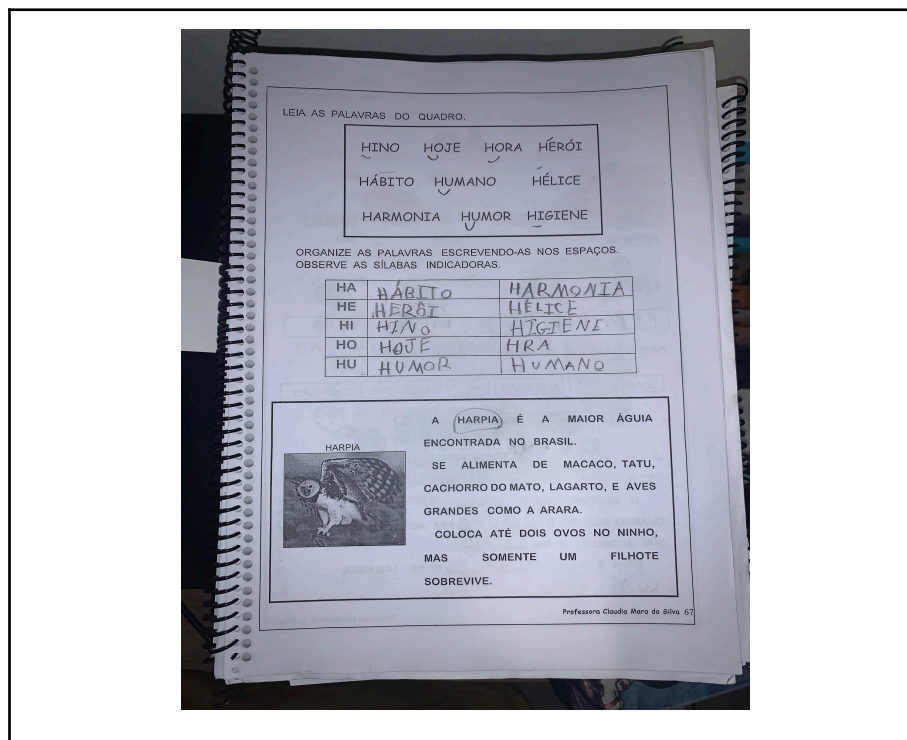 LEIA AS PALAVRAS DO QUADRO.
HINO HOJE HORA HÉRÓI
HÁBITO HUMANO HÉLICE
HARMONIA HUMOR HIGIENE
ORGANIZE AS PALAVRAS ESCREVENDO-AS NOS ESPAÇOS.
OBSERVE AS SÍLABAS INDICADORAS.
HA HÁBITO HARMONIA
HE HERÔI HÉLICE
HI HINO HIGIENE
HO HOJE HRA
HU HUMOR HUMANO
HARPIA
A HARPIA É A MAIOR ÁGUIA
ENCONTRADA NO BRASIL.
SE ALIMENTA DE MACACO, TATU,
CACHORRO DO MATO, LAGARTO, E AVES
GRANDES COMO A ARARA.
COLOCA ATÉ DOIS OVOS NO NINHO,
MAS SOMENTE UM FILHOTE
SOBREVIVE.
Professora Claudia Mara da Silva 67